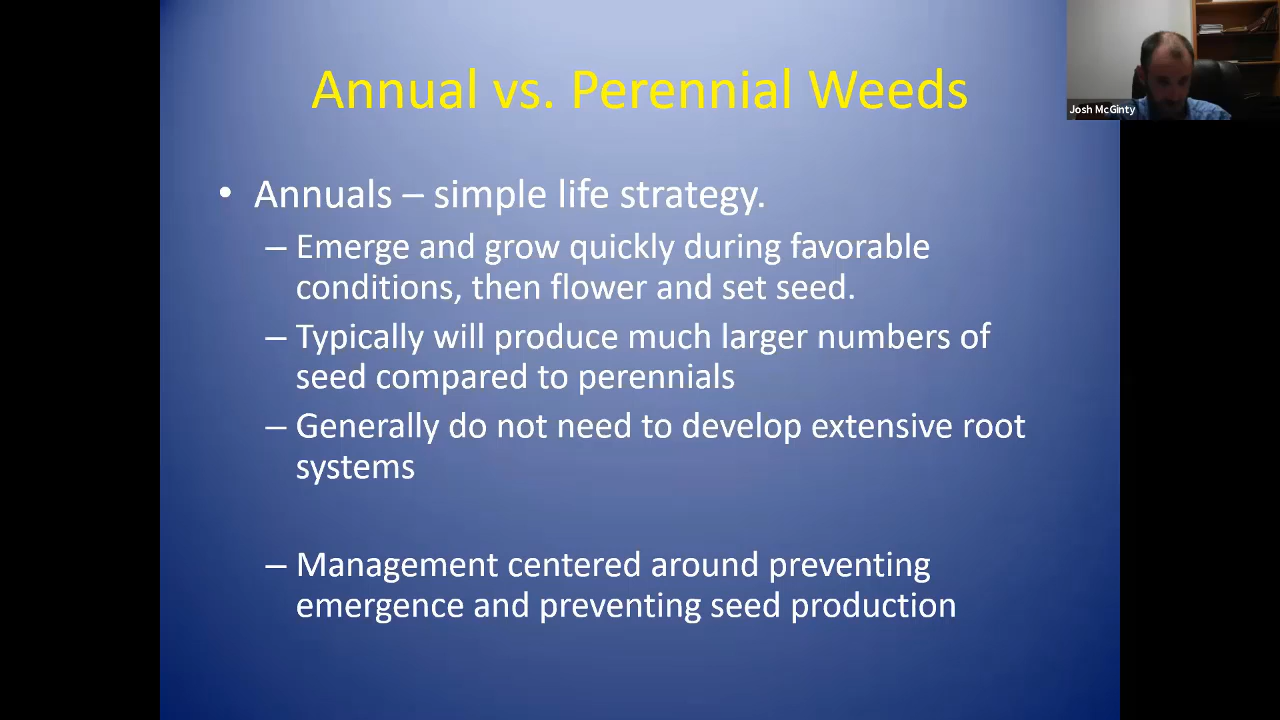 Annual vs. Perennial Weeds
Josh McGinty
• Annuals – simple life strategy.
– Emerge and grow quickly during favorable
conditions, then flower and set seed.
– Typically will produce much larger numbers of
seed compared to perennials
– Generally do not need to develop extensive root
systems
– Management centered around preventing
emergence and preventing seed production